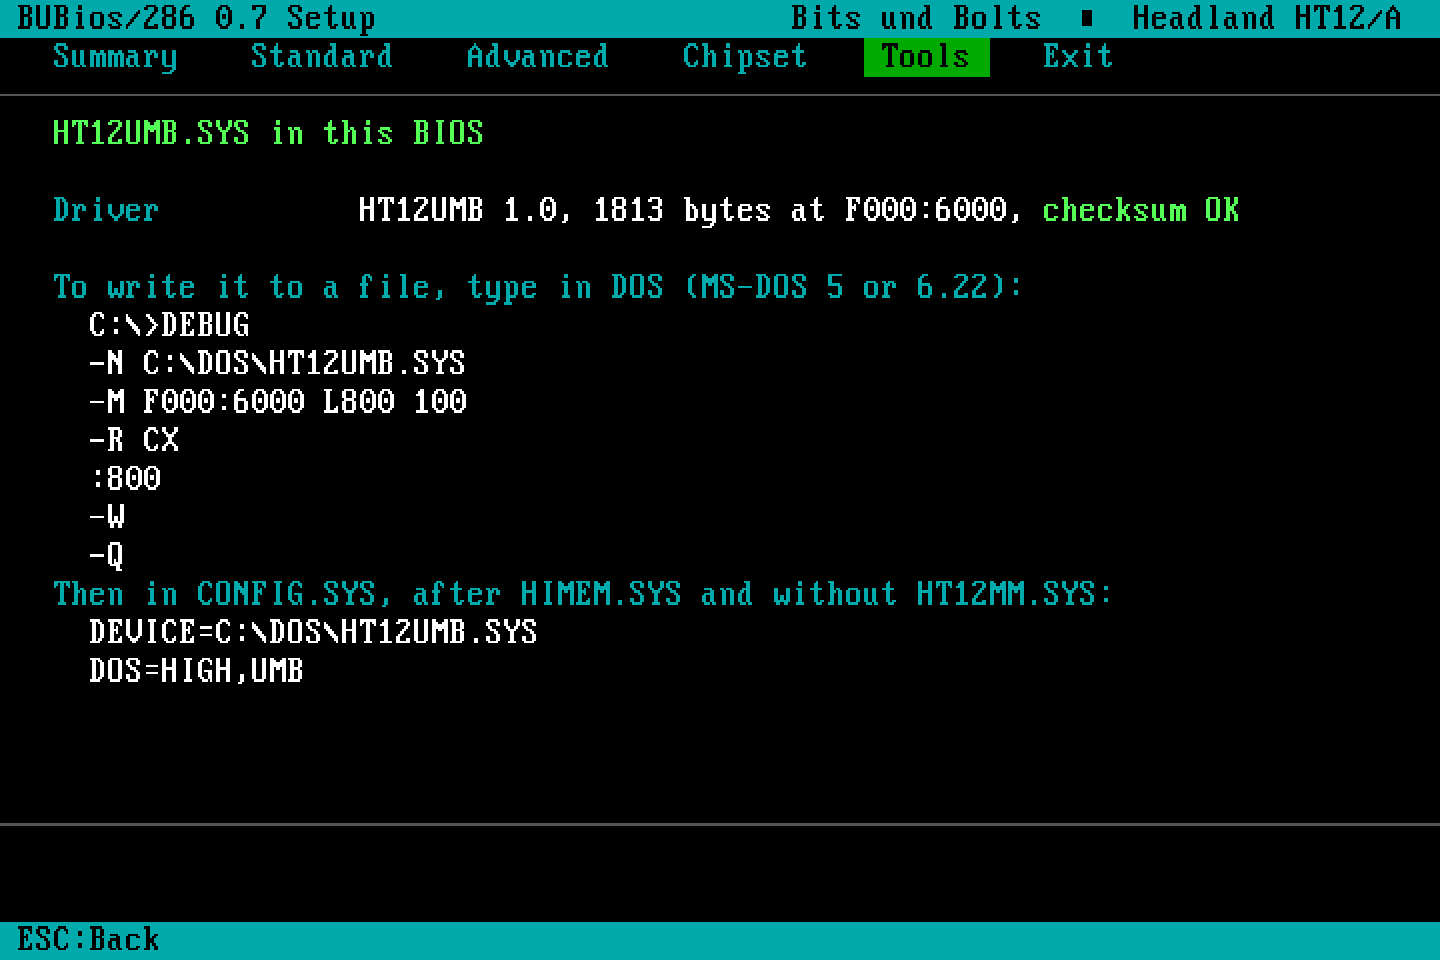 BUBios/286 0.7 Setup Bits und Bolts ▪ Headland HT12/A
Summary Standard Advanced Chipset Tools Exit
HT12UMB.SYS in this BIOS
Driver HT12UMB 1.0, 1813 bytes at F000:6000, checksum OK
To write it to a file, type in DOS (MS-DOS 5 or 6.22):
C:\>DEBUG
-N C:\DOS\HT12UMB.SYS
-M F000:6000 L800 100
-R CX
:800
-W
-Q
Then in CONFIG.SYS, after HIMEM.SYS and without HT12MM.SYS:
DEVICE=C:\DOS\HT12UMB.SYS
DOS=HIGH,UMB
ESC:Back